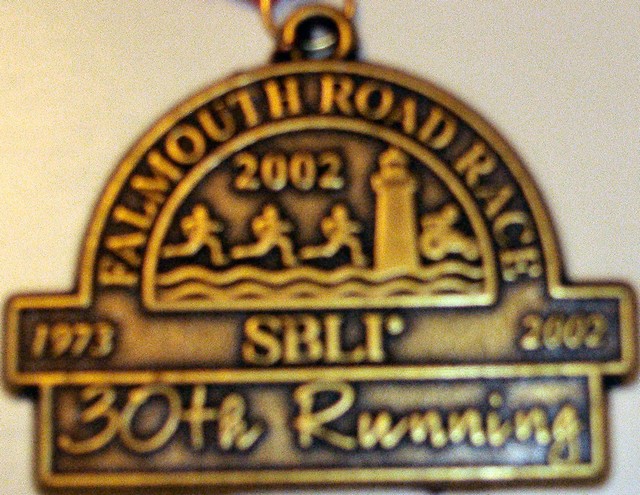 FALMOUTH ROAD RACE
2002
1973 SBLI® 2002
30th Running